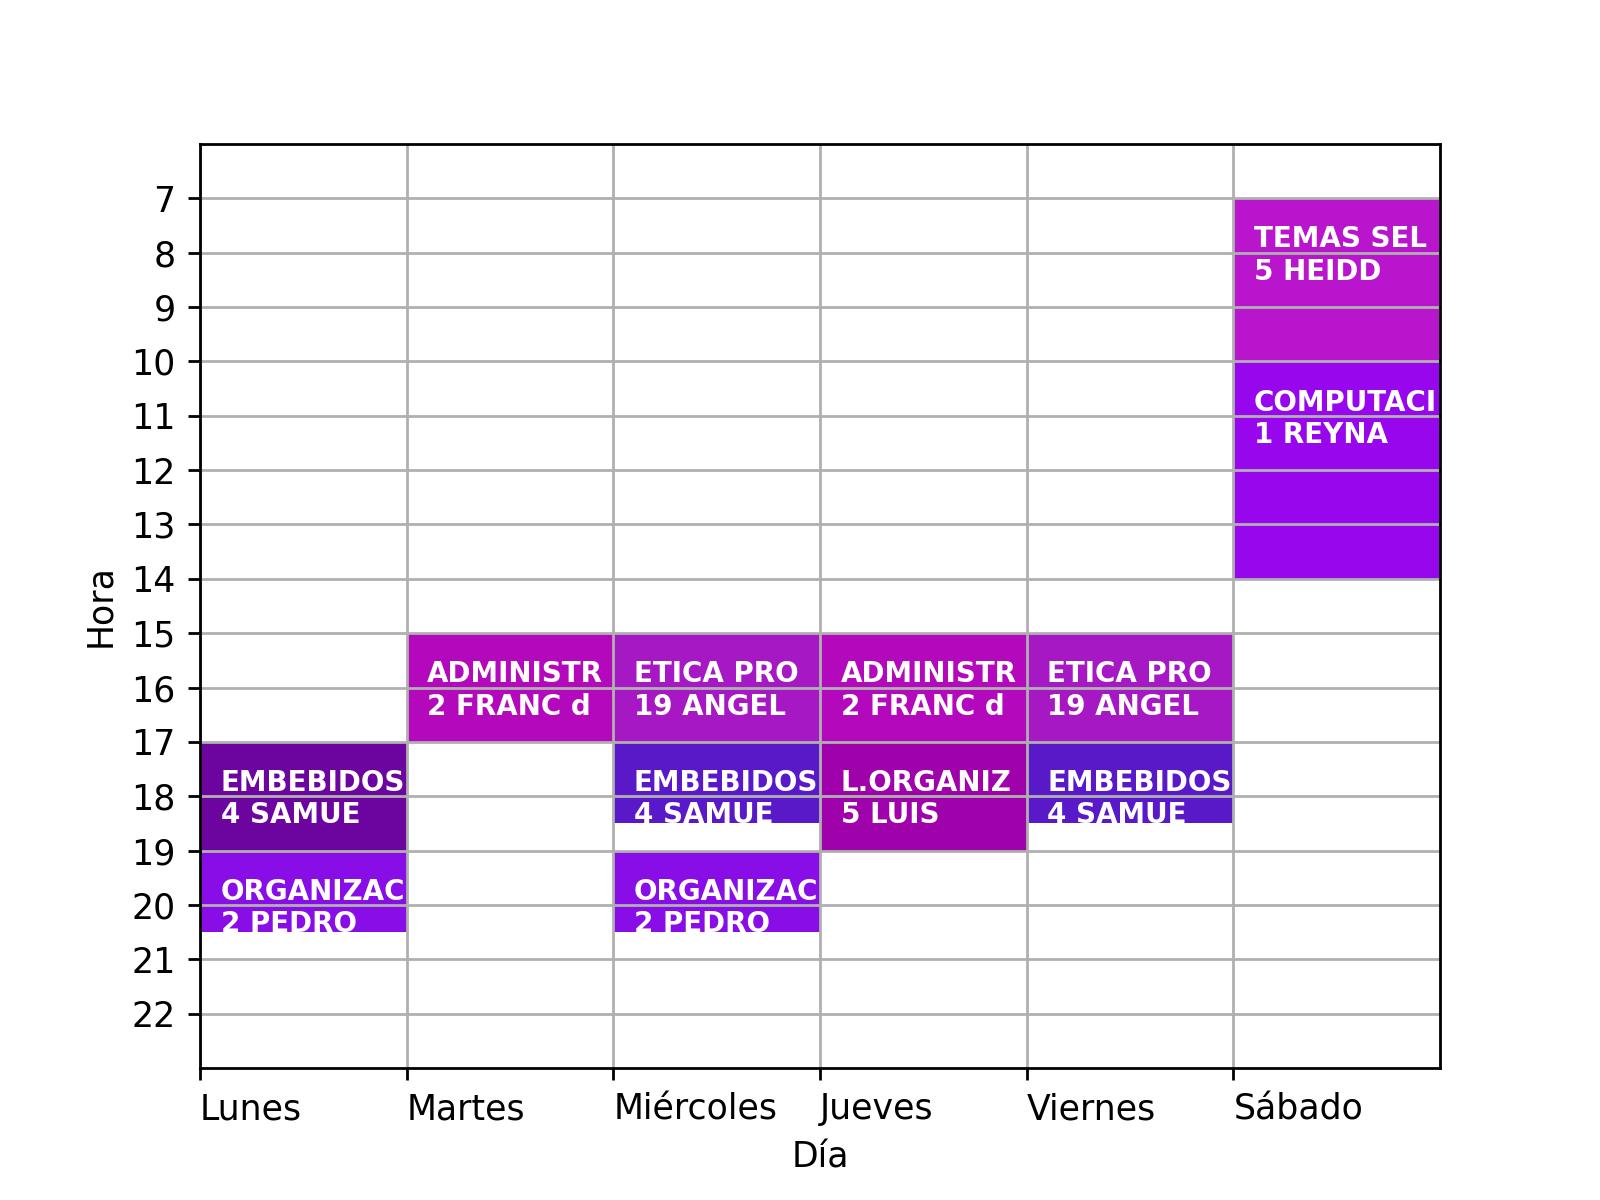 7
8
9
10
11
12
13
14
15
16
17
18
19
20
21
22
Hora
TEMAS SEL
5 HEIDD
COMPUTACI
1 REYNA
ADMINISTR
2 FRANC d
ETICA PRO
19 ANGEL
ADMINISTR
2 FRANC d
ETICA PRO
19 ANGEL
EMBEBIDOS
4 SAMUE
EMBEBIDOS
4 SAMUE
L.ORGANIZ
5 LUIS
EMBEBIDOS
4 SAMUE
ORGANIZAC
2 PEDRO
ORGANIZAC
2 PEDRO
Lunes
Martes
Miércoles
Jueves
Viernes
Sábado
Día